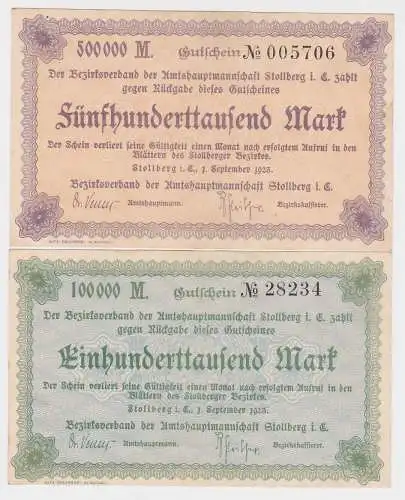 500000 M. Gutschein № 005706
Der Bezirksverband der Amtshauptmannschaft Stollberg i. E. zahlt
gegen Rückgabe dieses Gutscheines
Fünfhunderttausend Mark
Der Schein verliert seine Gültigkeit einen Monat nach erfolgtem Aufruf in den
Blättern des Stollberger Bezirkes.
Stollberg i. E., 1. September 1923.
Bezirksverband der Amtshauptmannschaft Stollberg i. E.
Amtshauptmann. Bezirkskassierer.
100000 M. Gutschein № 28234
Der Bezirksverband der Amtshauptmannschaft Stollberg i. E. zahlt
gegen Rückgabe dieses Gutscheines
Einhunderttausend Mark
Der Schein verliert seine Gültigkeit einen Monat nach erfolgtem Aufruf in den
Blättern des Stollberger Bezirkes.
Stollberg i. E., 1. September 1923.
Bezirksverband der Amtshauptmannschaft Stollberg i. E.
Amtshauptmann. Bezirkskassierer.